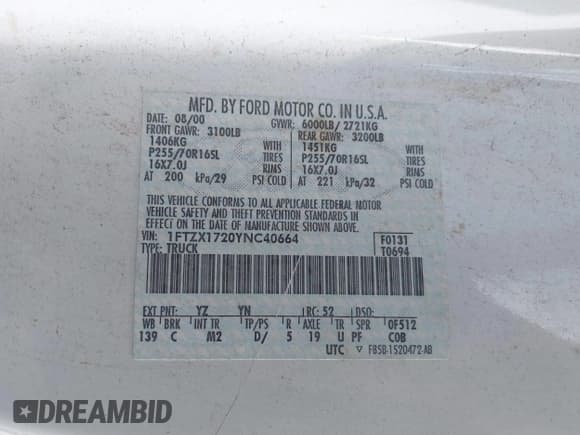 MFD. BY FORD MOTOR CO. IN U.S.A.
DATE: 08/00 GVWR: 6000LB/ 2721KG
FRONT GAWR: 3100LB REAR GAWR: 3200LB
1406KG 1451KG
P255/70R16SL TIRES P255/70R16SL TIRES
16X7.0J RIMS 16X7.0J RIMS
AT 200 kPa/29 PSI COLD AT 221 kPa/32 PSI COLD
THIS VEHICLE CONFORMS TO ALL APPLICABLE FEDERAL MOTOR
VEHICLE SAFETY AND THEFT PREVENTION STANDARDS IN
EFFECT ON THE DATE OF MANUFACTURE SHOWN ABOVE.
VIN: 1FTZX1720YNC40664 F0131
TYPE: TRUCK T0694
EXT PNT: YZ YN RC: 52 DSO:
WB BRK INT TR TP/PS R AXLE TR SPR 0F512
139 C M2 D/ 5 19 U PF COB
UTC ▽ F85B-1520472-AB
DREAMBID